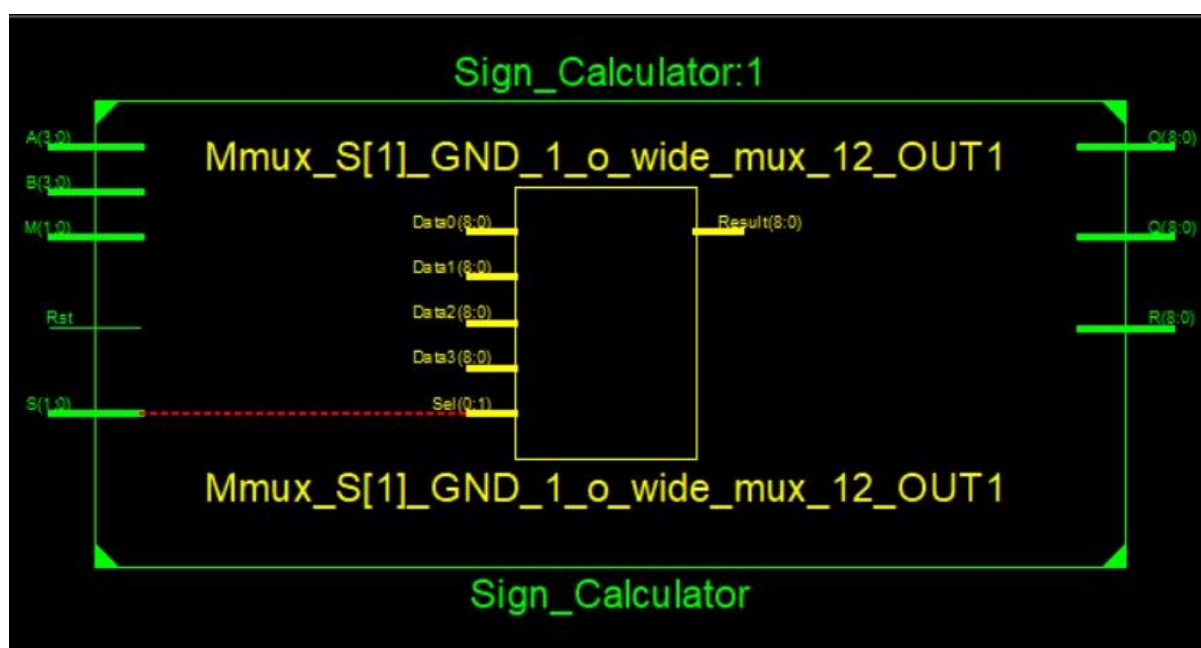 Sign_Calculator:1
A(3:0)
B(3:0)
M(1:0)
Rst
S(1:0)
Mmux_S[1]_GND_1_o_wide_mux_12_OUT1
Data0(8:0)
Data1(8:0)
Data2(8:0)
Data3(8:0)
Sel(0:1)
Result(8:0)
Mmux_S[1]_GND_1_o_wide_mux_12_OUT1
O(8:0)
Q(8:0)
R(8:0)
Sign_Calculator